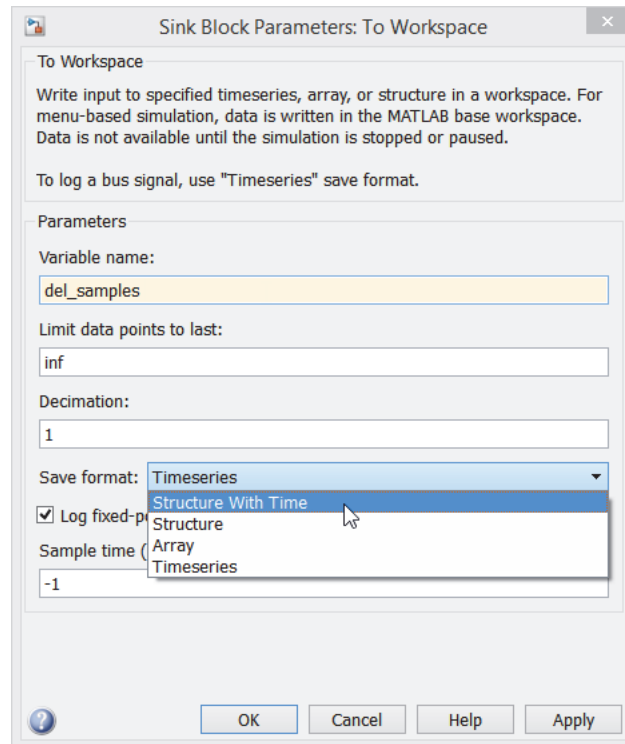 Sink Block Parameters: To Workspace
To Workspace
Write input to specified timeseries, array, or structure in a workspace. For
menu-based simulation, data is written in the MATLAB base workspace.
Data is not available until the simulation is stopped or paused.
To log a bus signal, use "Timeseries" save format.
Parameters
Variable name:
del_samples
Limit data points to last:
inf
Decimation:
1
Save format: Timeseries
Structure With Time
Log fixed-p
Structure
Array
Sample time (
Timeseries
-1
OK Cancel Help Apply